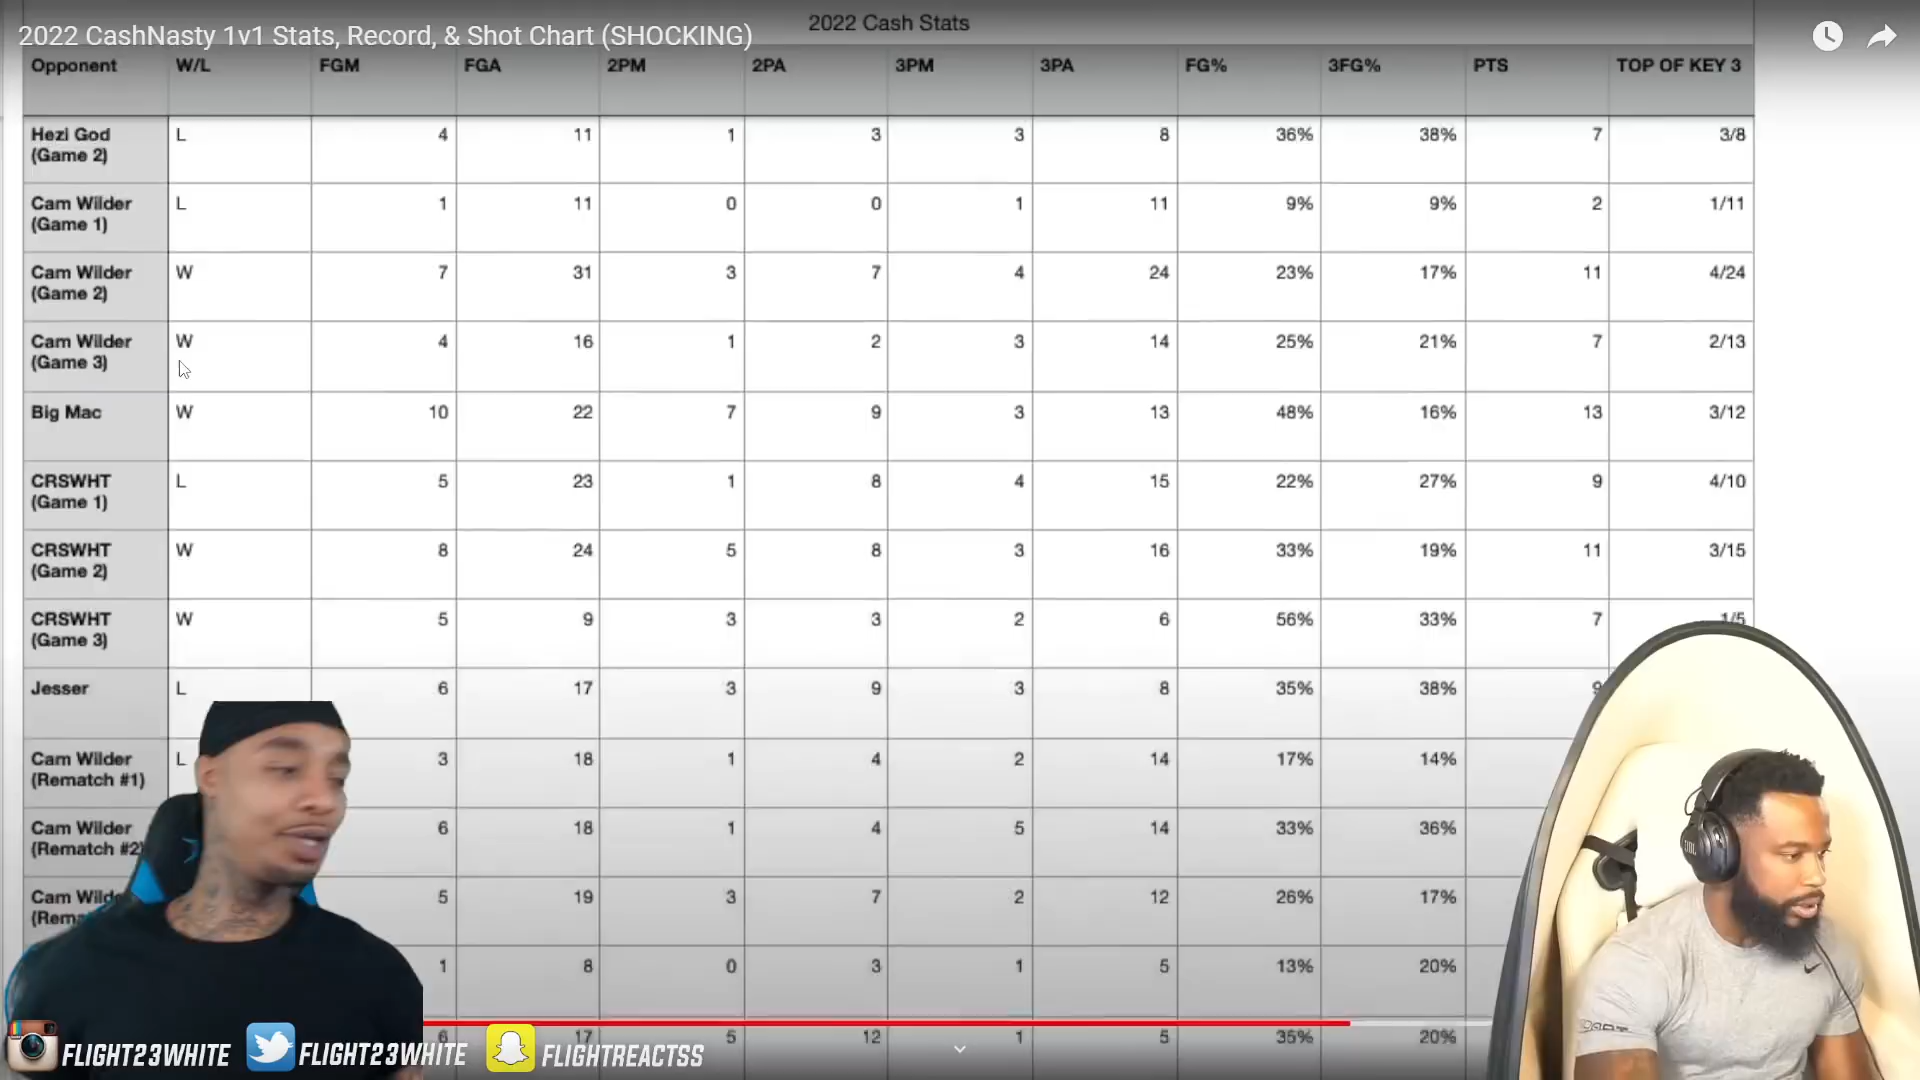 2022 Cash Stats
2022 CashNasty 1v1 Stats, Record, & Shot Chart (SHOCKING)
Opponent W/L FGM FGA 2PM 2PA 3PM 3PA FG% 3FG% PTS TOP OF KEY 3
Hezi God L 4 11 1 3 3 8 36% 38% 7 3/8
(Game 2)
Cam Wilder L 1 11 0 0 1 11 9% 9% 2 1/11
(Game 1)
Cam Wilder W 7 31 3 7 4 24 23% 17% 11 4/24
(Game 2)
Cam Wilder W 4 16 1 2 3 14 25% 21% 7 2/13
(Game 3)
Big Mac W 10 22 7 9 3 13 48% 16% 13 3/12
CRSWHT L 5 23 1 8 4 15 22% 27% 9 4/10
(Game 1)
CRSWHT W 8 24 5 8 3 16 33% 19% 11 3/15
(Game 2)
CRSWHT W 5 9 3 3 2 6 56% 33% 7 1/5
(Game 3)
Jesser L 6 17 3 9 3 8 35% 38% 9
Cam Wilder L 3 18 1 4 2 14 17% 14%
(Rematch #1)
Cam Wilder 6 18 1 4 5 14 33% 36%
(Rematch #2)
Cam 5 19 3 7 2 12 26% 17%
1 8 0 3 1 5 13% 20%
6 17 5 12 1 5 35% 20%
FLIGHT23WHITE FLIGHT23WHITE FLIGHTREACTSS
JBL